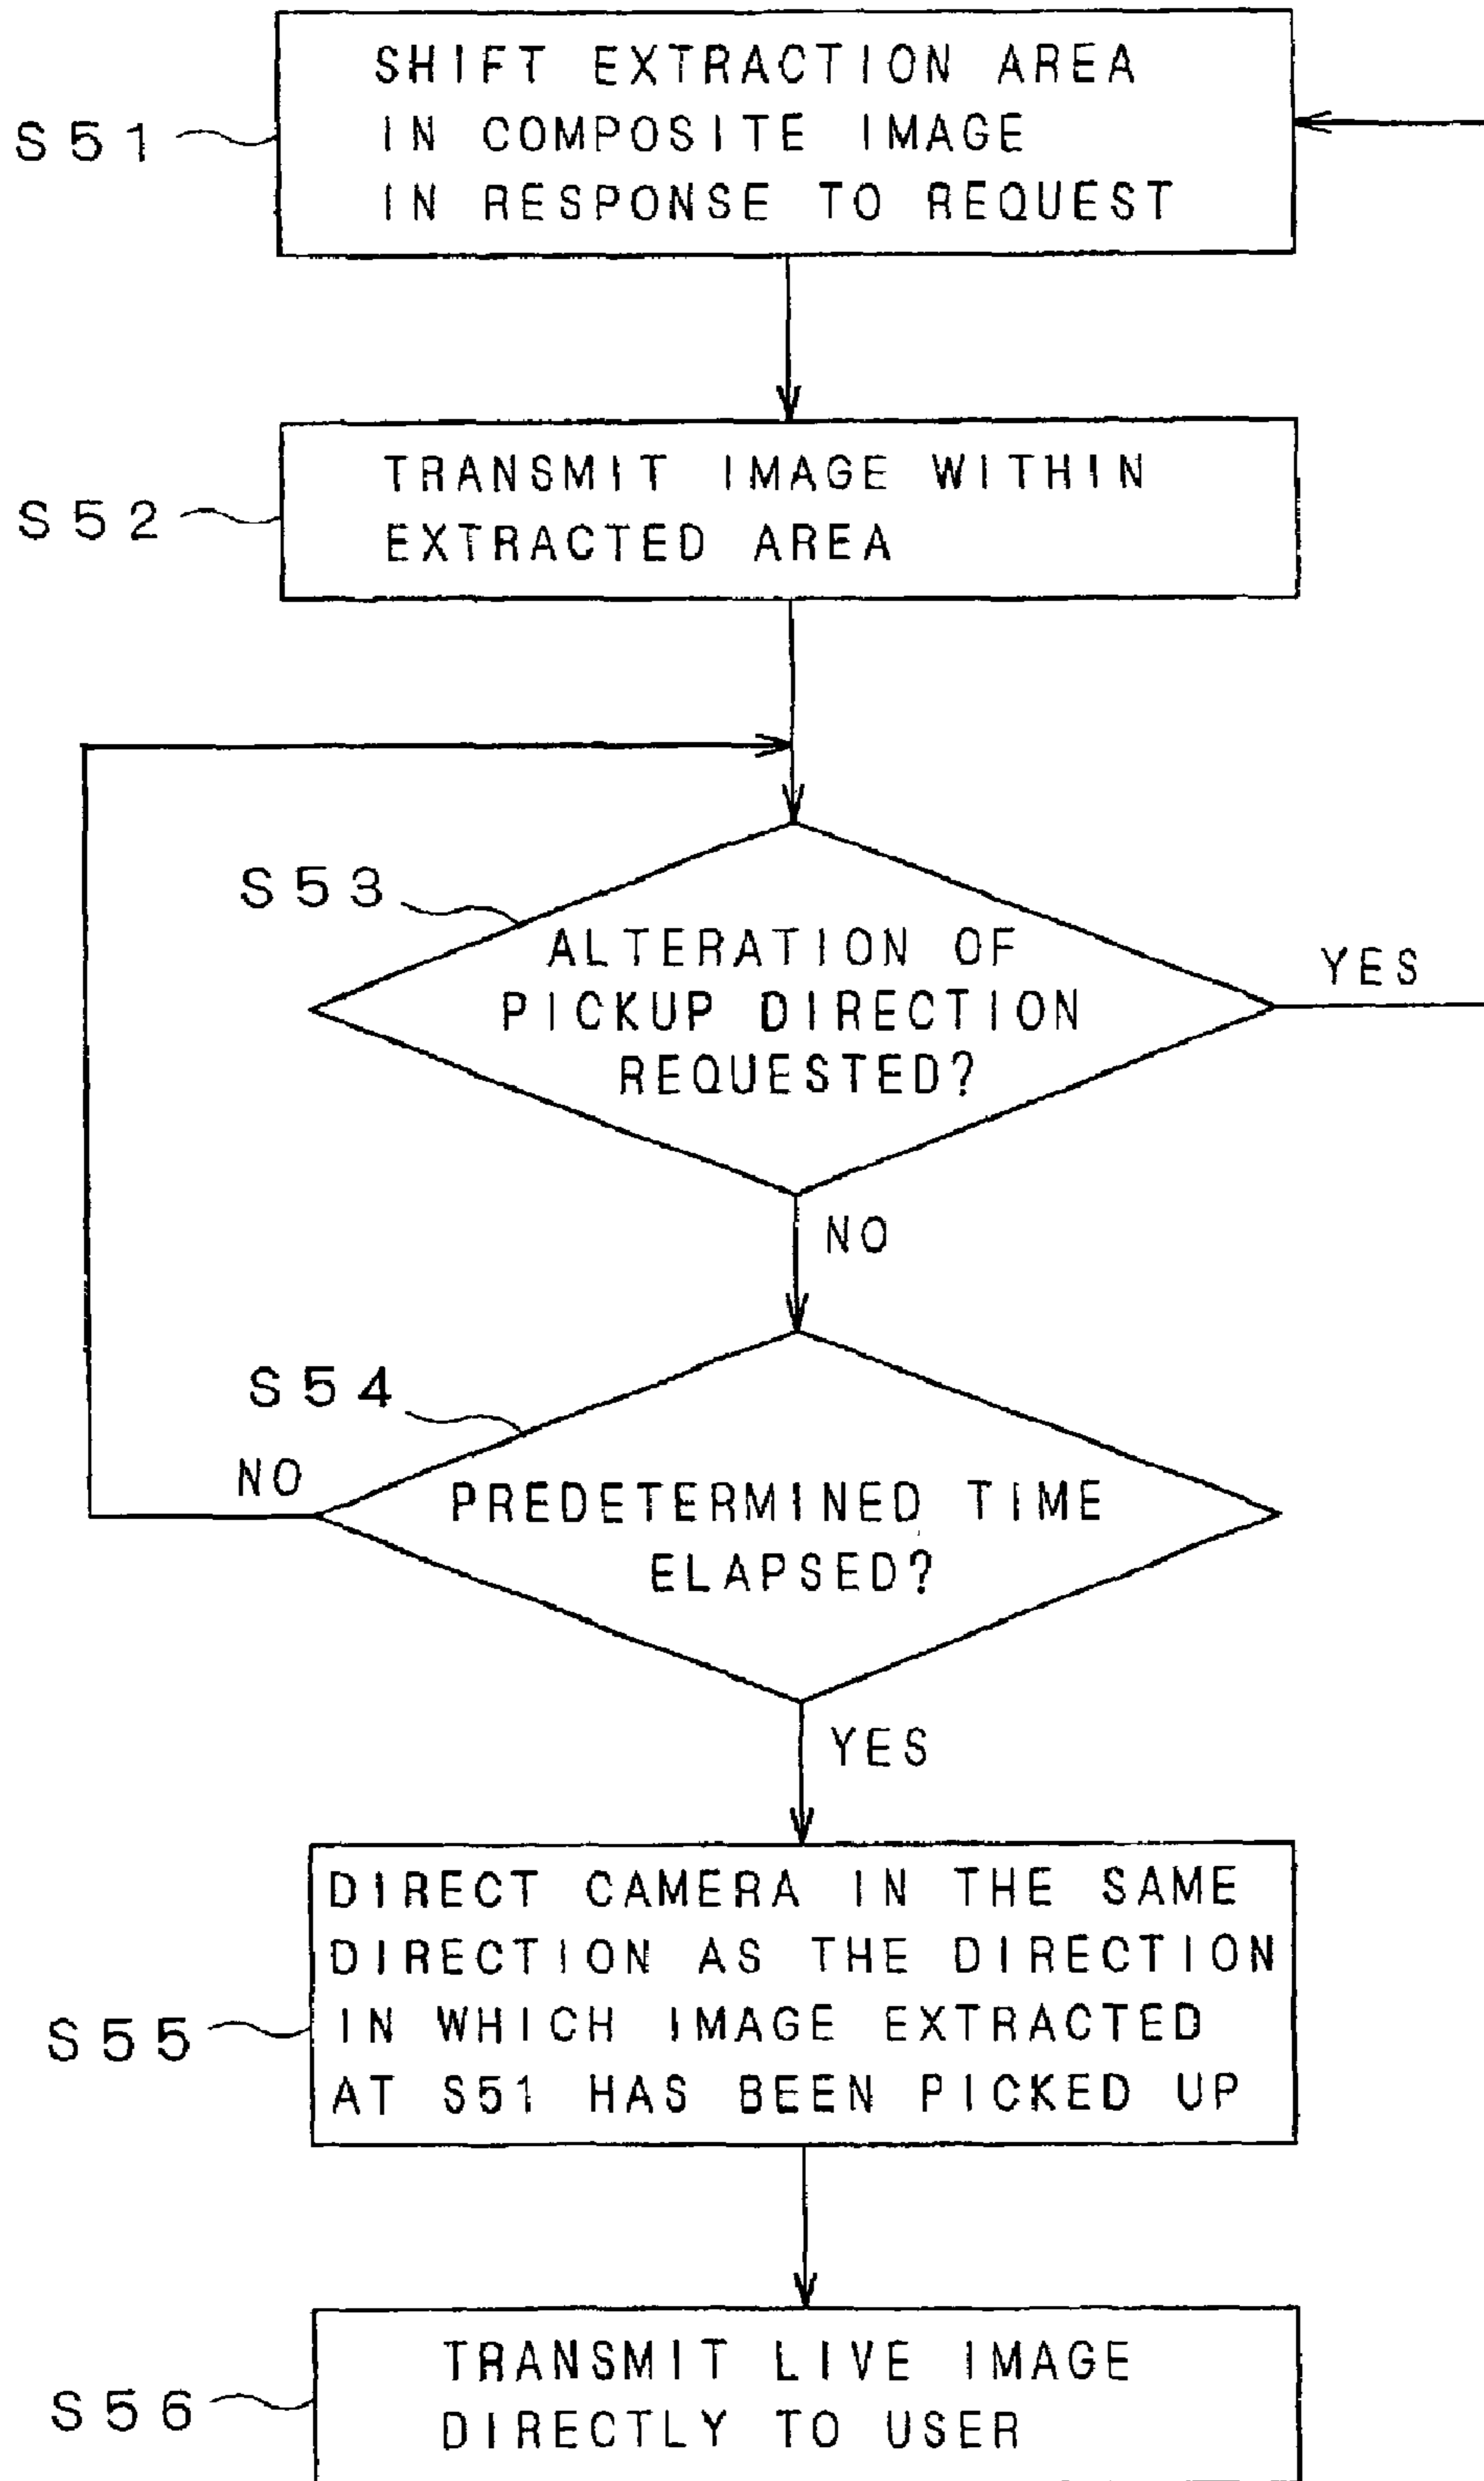 S51
SHIFT EXTRACTION AREA
IN COMPOSITE IMAGE
IN RESPONSE TO REQUEST
S52
TRANSMIT IMAGE WITHIN
EXTRACTED AREA
S53
ALTERATION OF
PICKUP DIRECTION
REQUESTED?
YES
NO
S54
NO
PREDETERMINED TIME
ELAPSED?
YES
S55
DIRECT CAMERA IN THE SAME
DIRECTION AS THE DIRECTION
IN WHICH IMAGE EXTRACTED
AT S51 HAS BEEN PICKED UP
S56
TRANSMIT LIVE IMAGE
DIRECTLY TO USER